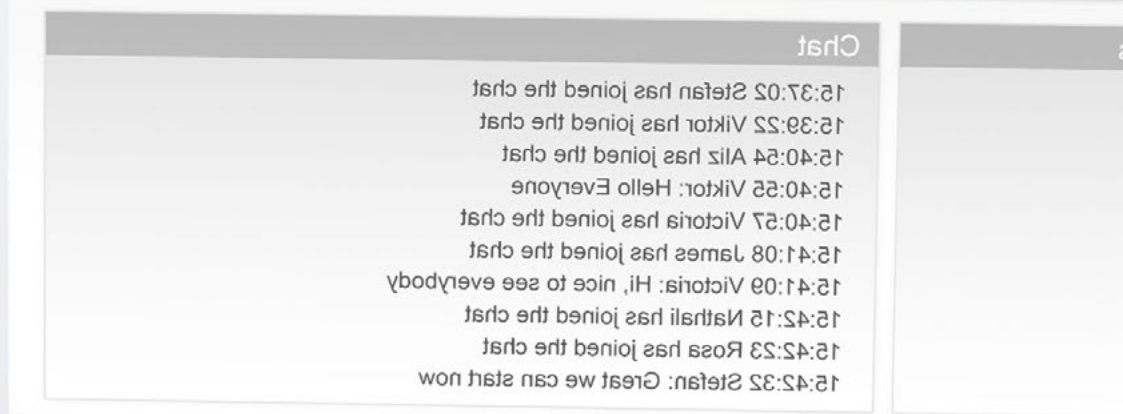 Chat
15:37:02 Stefan has joined the chat
15:39:22 Viktor has joined the chat
15:40:54 Aliz has joined the chat
15:40:55 Viktor: Hello Everyone
15:40:57 Victoria has joined the chat
15:41:08 James has joined the chat
15:41:09 Victoria: Hi, nice to see everybody
15:42:15 Nathali has joined the chat
15:42:23 Rosa has joined the chat
15:42:32 Stefan: Great we can start now